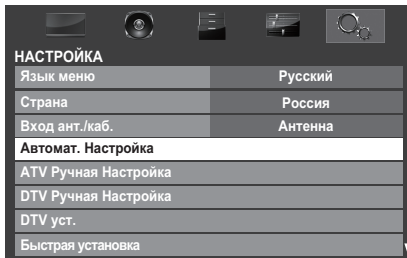 НАСТРОЙКА
Язык меню Русский
Страна Россия
Вход ант./каб. Антенна
Автомат. Настройка
ATV Ручная Настройка
DTV Ручная Настройка
DTV уст.
Быстрая установка